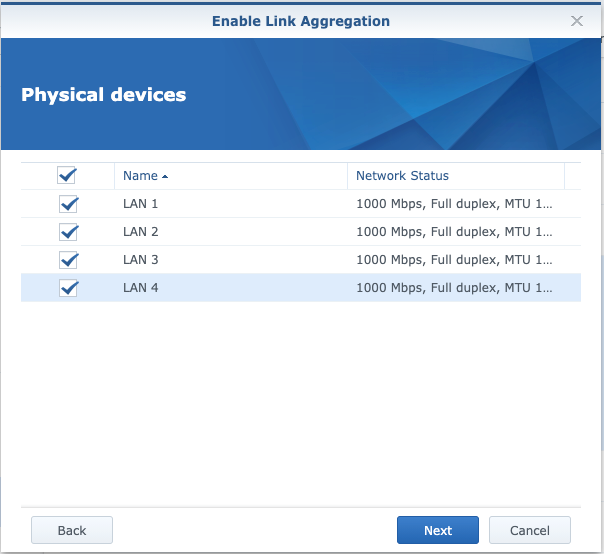 Enable Link Aggregation
Physical devices
Name Network Status
LAN 1 1000 Mbps, Full duplex, MTU 1...
LAN 2 1000 Mbps, Full duplex, MTU 1...
LAN 3 1000 Mbps, Full duplex, MTU 1...
LAN 4 1000 Mbps, Full duplex, MTU 1...
Back Next Cancel